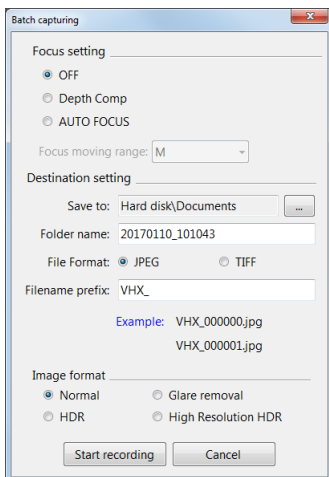 Batch capturing
Focus setting
OFF
Depth Comp
AUTO FOCUS
Focus moving range: M
Destination setting
Save to: Hard disk\Documents ...
Folder name: 20170110_101043
File Format: JPEG TIFF
Filename prefix: VHX_
Example: VHX_000000.jpg
VHX_000001.jpg
Image format
Normal Glare removal
HDR High Resolution HDR
Start recording Cancel